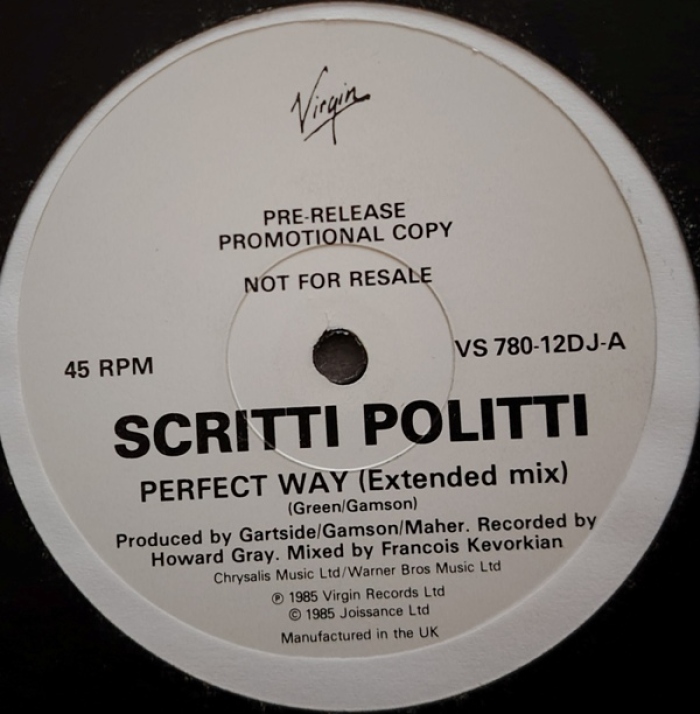 Virgin
PRE-RELEASE
PROMOTIONAL COPY
NOT FOR RESALE
45 RPM
VS 780-12DJ-A
SCRITTI POLITTI
PERFECT WAY (Extended mix)
(Green/Gamson)
Produced by Gartside/Gamson/Maher. Recorded by
Howard Gray. Mixed by Francois Kevorkian
Chrysalis Music Ltd/Warner Bros Music Ltd
℗ 1985 Virgin Records Ltd
© 1985 Joissance Ltd
Manufactured in the UK